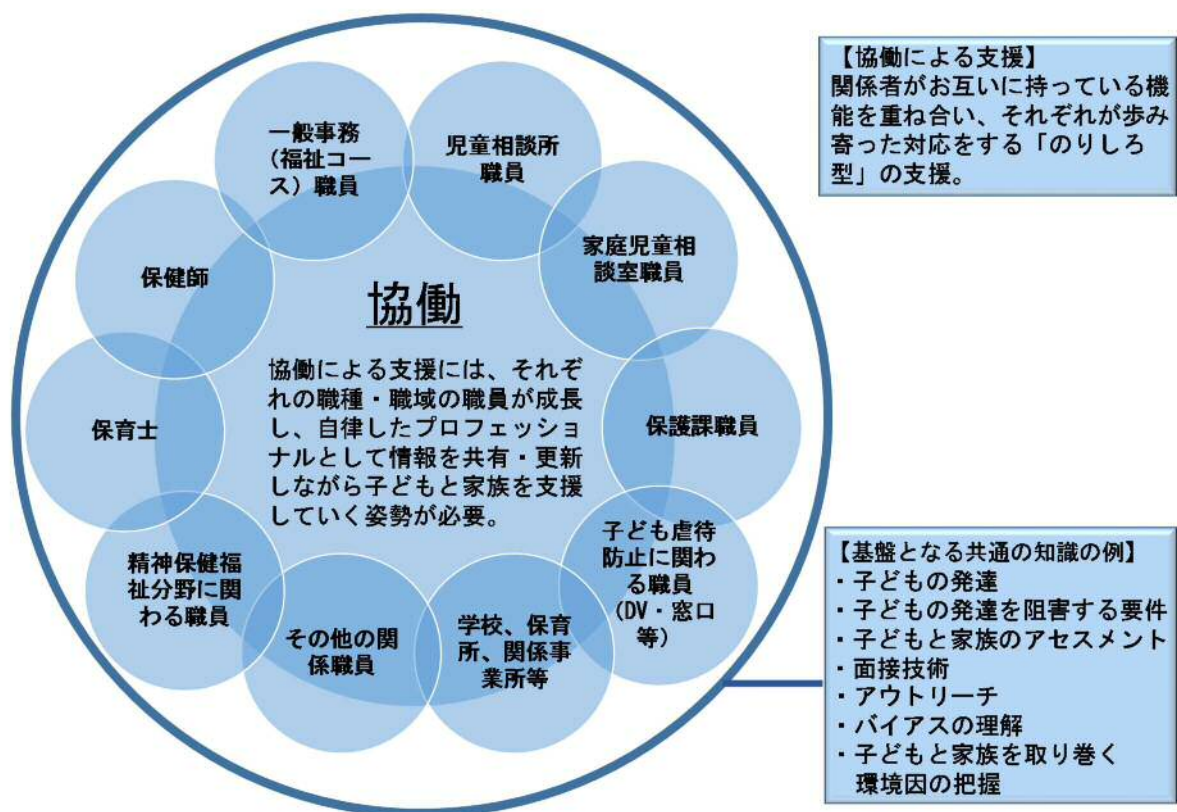 一般事務
（福祉コー
ス）職員
児童相談所
職員
家庭児童相
談室職員
保護課職員
子ども虐待
防止に関わ
る職員
（DV・窓口
等）
学校、保育
所、関係事
業所等
その他の関
係職員
精神保健福
祉分野に関
わる職員
保育士
保健師
協働
協働による支援には、それぞ
れの職種・職域の職員が成長
し、自律したプロフェッショ
ナルとして情報を共有・更新
しながら子どもと家族を支援
していく姿勢が必要。
【協働による支援】
関係者がお互いに持っている機
能を重ね合い、それぞれが歩み
寄った対応をする「のりしろ
型」の支援。
【基盤となる共通の知識の例】
・子どもの発達
・子どもの発達を阻害する要件
・子どもと家族のアセスメント
・面接技術
・アウトリーチ
・バイアスの理解
・子どもと家族を取り巻く
環境因の把握